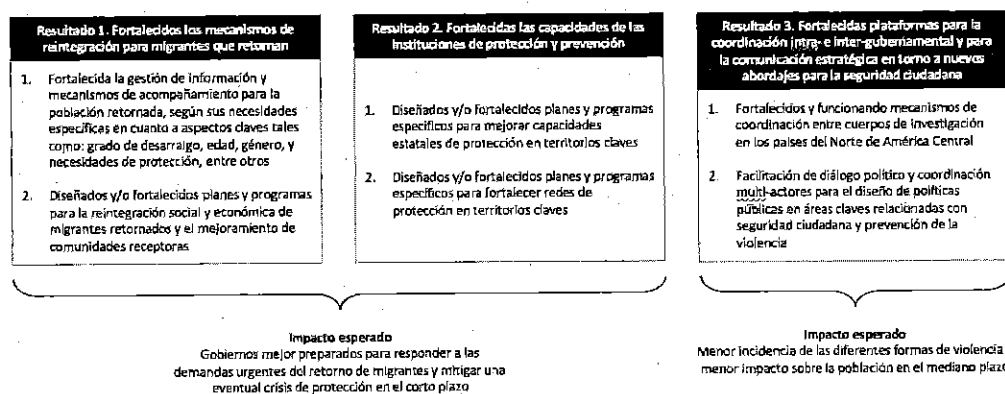 Resultado 1. Fortalecidos los mecanismos de
reintegración para migrantes que retornan
1. Fortalecida la gestión de información y
mecanismos de acompañamiento para la
población retornada, según sus necesidades
específicas en cuanto a aspectos claves tales
como: grado de desarraigo, edad, género, y
necesidades de protección, entre otros
2. Diseñados y/o fortalecidos planes y programas
para la reintegración social y económica de
migrantes retornados y el mejoramiento de
comunidades receptoras
Resultado 2. Fortalecidas las capacidades de las
instituciones de protección y prevención
1. Diseñados y/o fortalecidos planes y programas
específicos para mejorar capacidades
estatales de protección en territorios claves
2. Diseñados y/o fortalecidos planes y programas
específicos para fortalecer redes de
protección en territorios claves
Resultado 3. Fortalecidas plataformas para la
coordinación intra- e inter-gubernamental y para
la comunicación estratégica en torno a nuevos
abordajes para la seguridad ciudadana
1. Fortalecidos y funcionando mecanismos de
coordinación entre cuerpos de investigación
en los países del Norte de América Central
2. Facilitación de diálogo político y coordinación
multi-actores para el diseño de políticas
públicas en áreas claves relacionadas con
seguridad ciudadana y prevención de la
violencia
Impacto esperado
Gobiernos mejor preparados para responder a las
demandas urgentes del retorno de migrantes y mitigar una
eventual crisis de protección en el corto plazo
Impacto esperado
Menor incidencia de las diferentes formas de violencia
menor impacto sobre la población en el mediano plazo